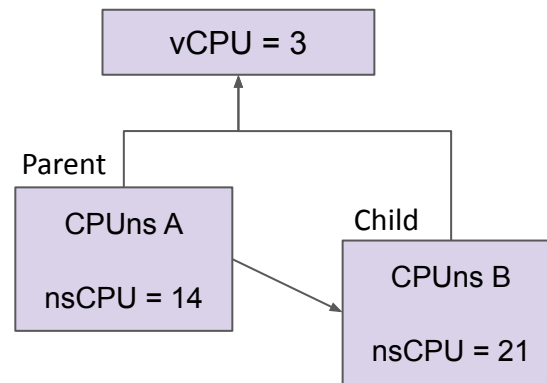 vCPU = 3
Parent
CPUns A
nsCPU = 14
Child
CPUns B
nsCPU = 21